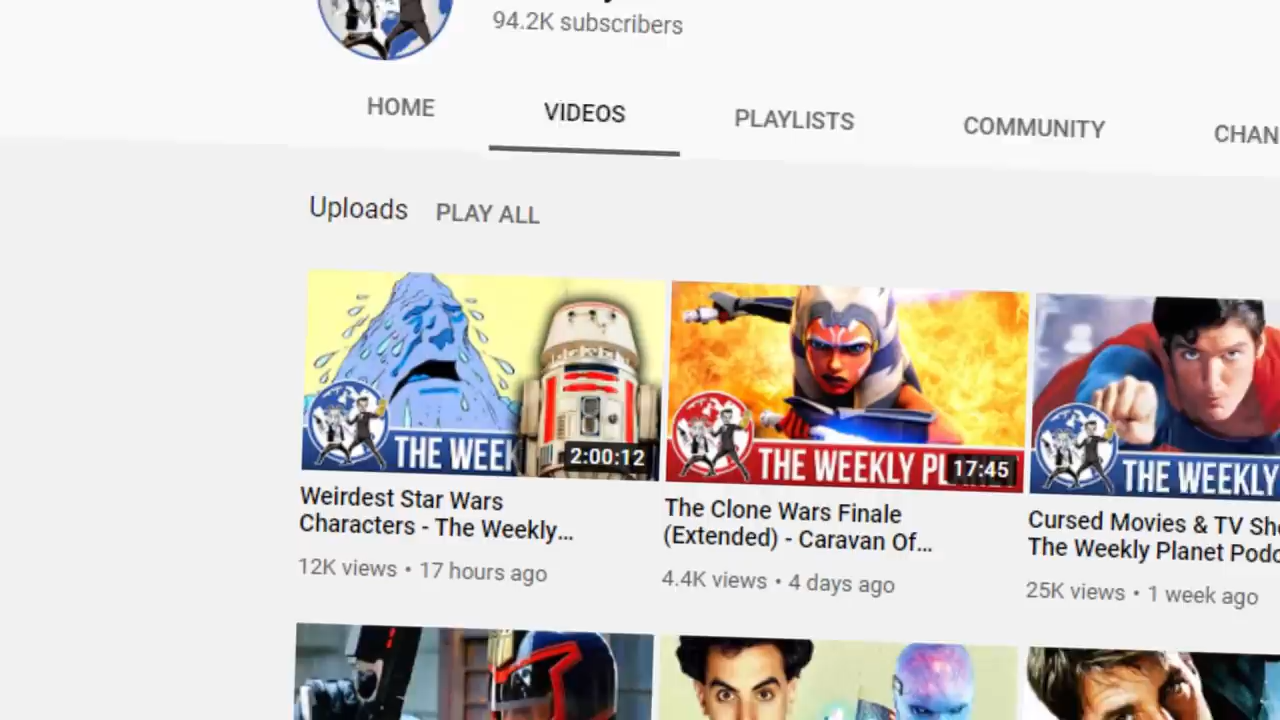 94.2K subscribers
HOME
VIDEOS
PLAYLISTS
COMMUNITY
CHAN
Uploads
PLAY ALL
THE WEEK
2:00:12
THE WEEKLY PL
17:45
THE WEEKLY
Weirdest Star Wars
Characters - The Weekly...
12K views • 17 hours ago
The Clone Wars Finale
(Extended) - Caravan Of...
4.4K views • 4 days ago
Cursed Movies & TV Sh
The Weekly Planet Pod
25K views • 1 week ago